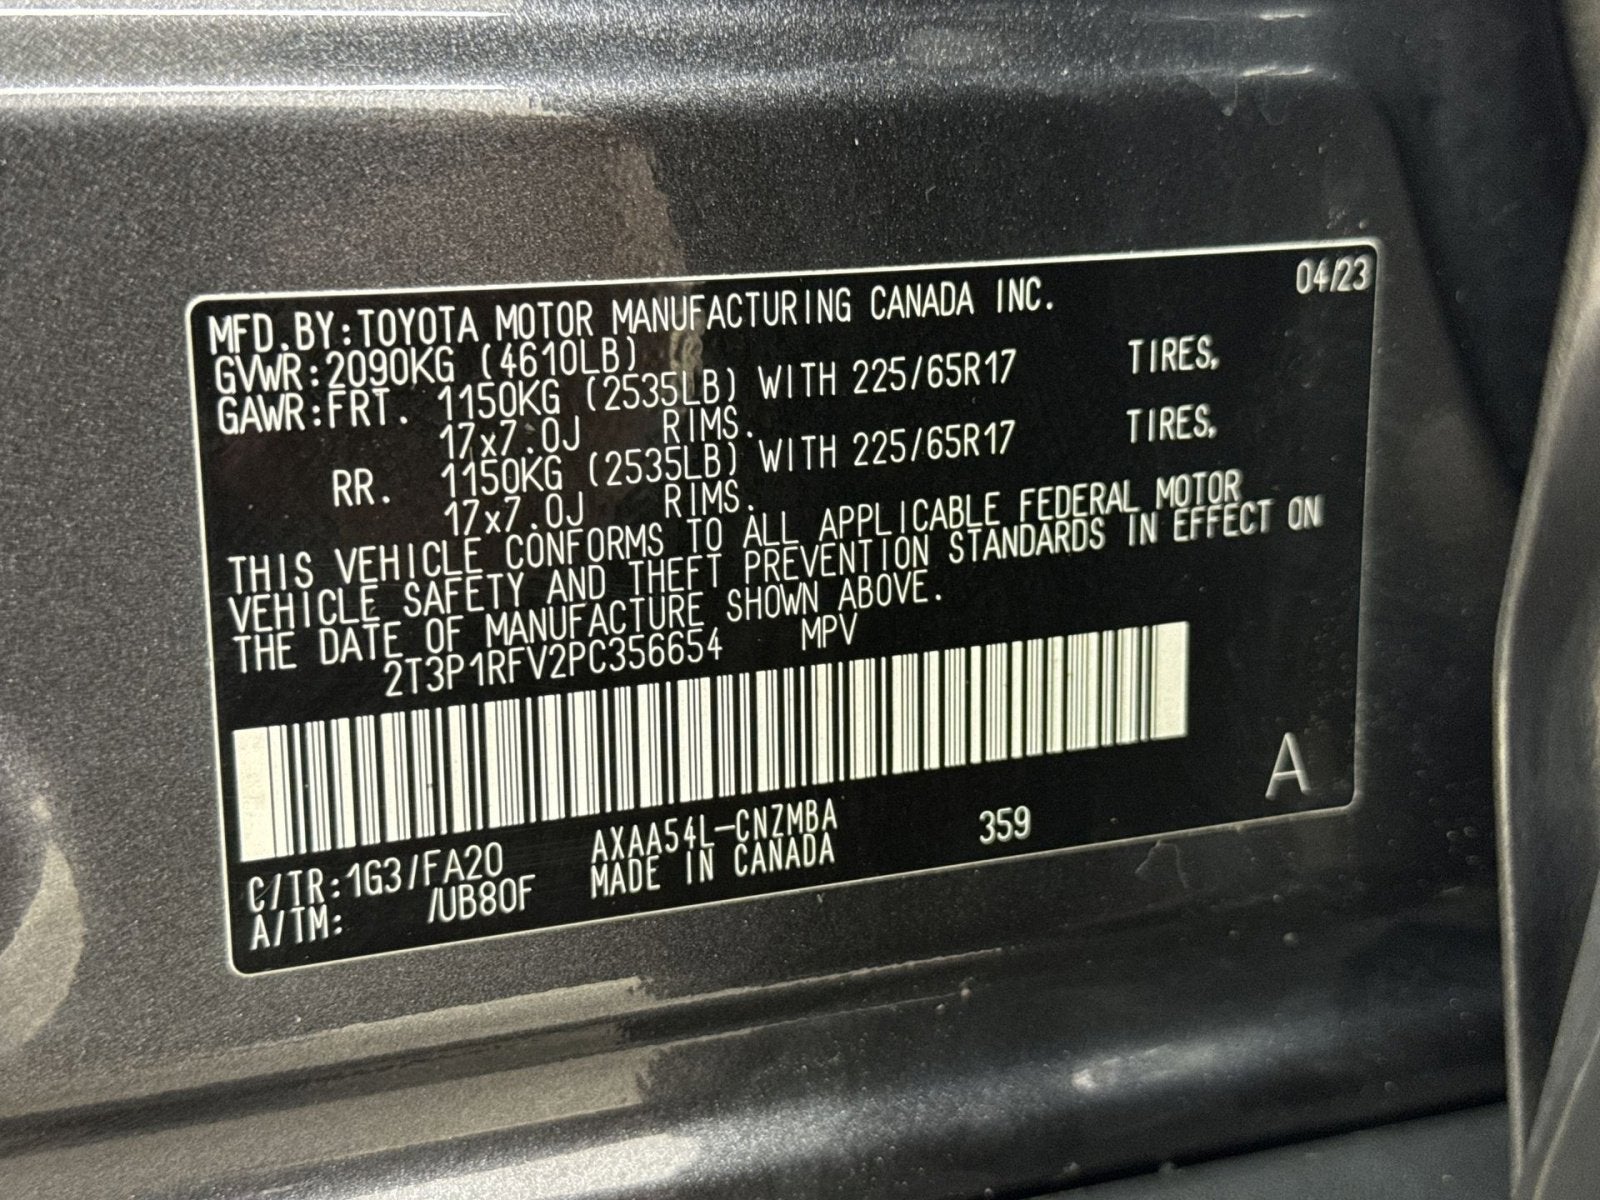 04/23
MFD.BY:TOYOTA MOTOR MANUFACTURING CANADA INC.
GVWR:2090KG (4610LB)
GAWR:FRT. 1150KG (2535LB) WITH 225/65R17 TIRES,
17x7.0J RIMS.
RR. 1150KG (2535LB) WITH 225/65R17 TIRES,
17x7.0J RIMS.
THIS VEHICLE CONFORMS TO ALL APPLICABLE FEDERAL MOTOR
VEHICLE SAFETY AND THEFT PREVENTION STANDARDS IN EFFECT ON
THE DATE OF MANUFACTURE SHOWN ABOVE.
2T3P1RFV2PC356654 MPV
C/TR:1G3/FA20 AXAA54L-CNZMBA 359 A
A/TM: /UB80F MADE IN CANADA